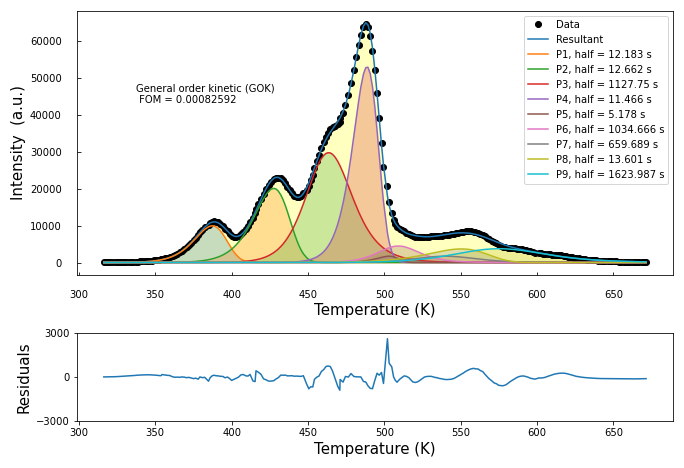 60000
50000
40000
30000
20000
10000
0
Intensity  (a.u.)
General order kinetic (GOK)
FOM = 0.00082592
Data
Resultant
P1, half = 12.183 s
P2, half = 12.662 s
P3, half = 1127.75 s
P4, half = 11.466 s
P5, half = 5.178 s
P6, half = 1034.666 s
P7, half = 659.689 s
P8, half = 13.601 s
P9, half = 1623.987 s
300 350 400 450 500 550 600 650
Temperature (K)
3000
0
−3000
Residuals
300 350 400 450 500 550 600 650
Temperature (K)